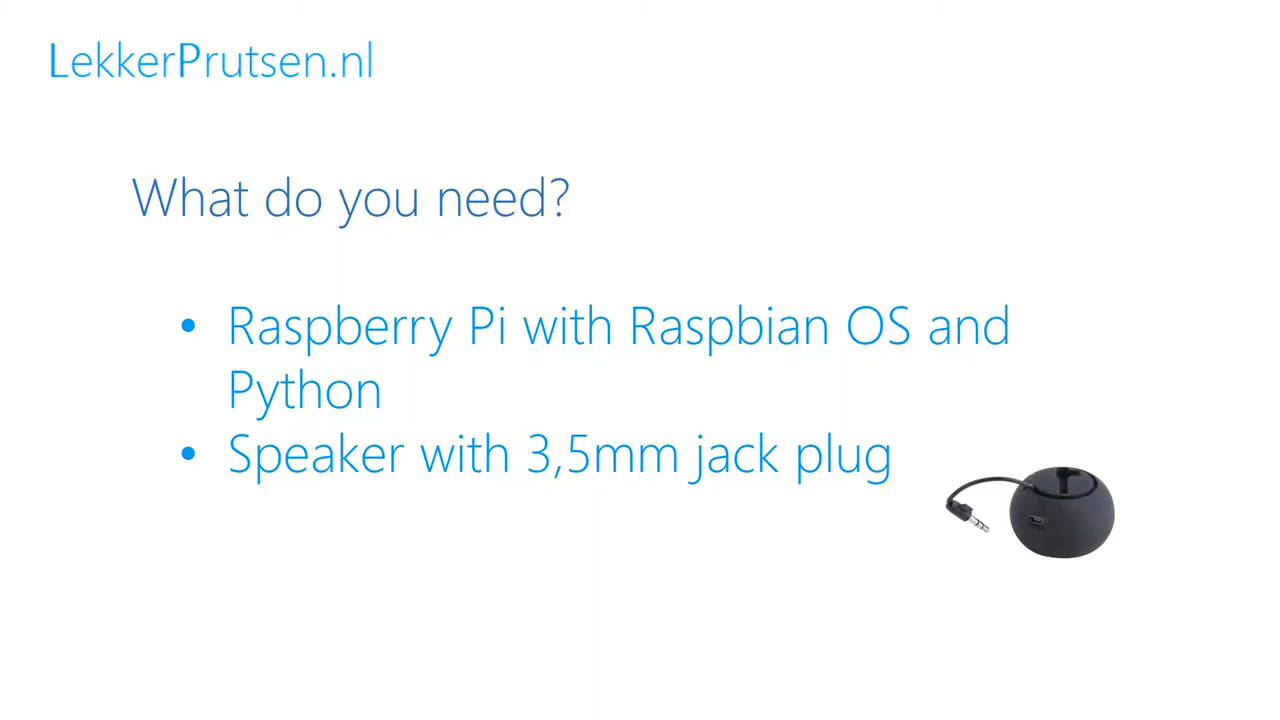 LekkerPrutsen.nl
What do you need?
• Raspberry Pi with Raspbian OS and
Python
• Speaker with 3,5mm jack plug